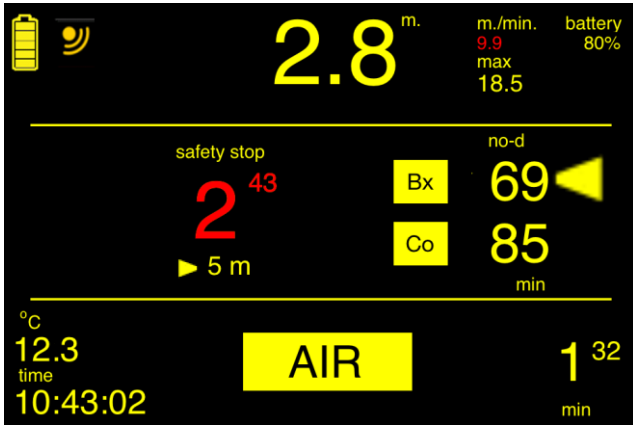 2.8 m.
m./min.
9.9
max
18.5
battery
80%
safety stop
2 43
5 m
no-d
Bx 69
Co 85
min
°C
12.3
time
10:43:02
AIR
1 32
min